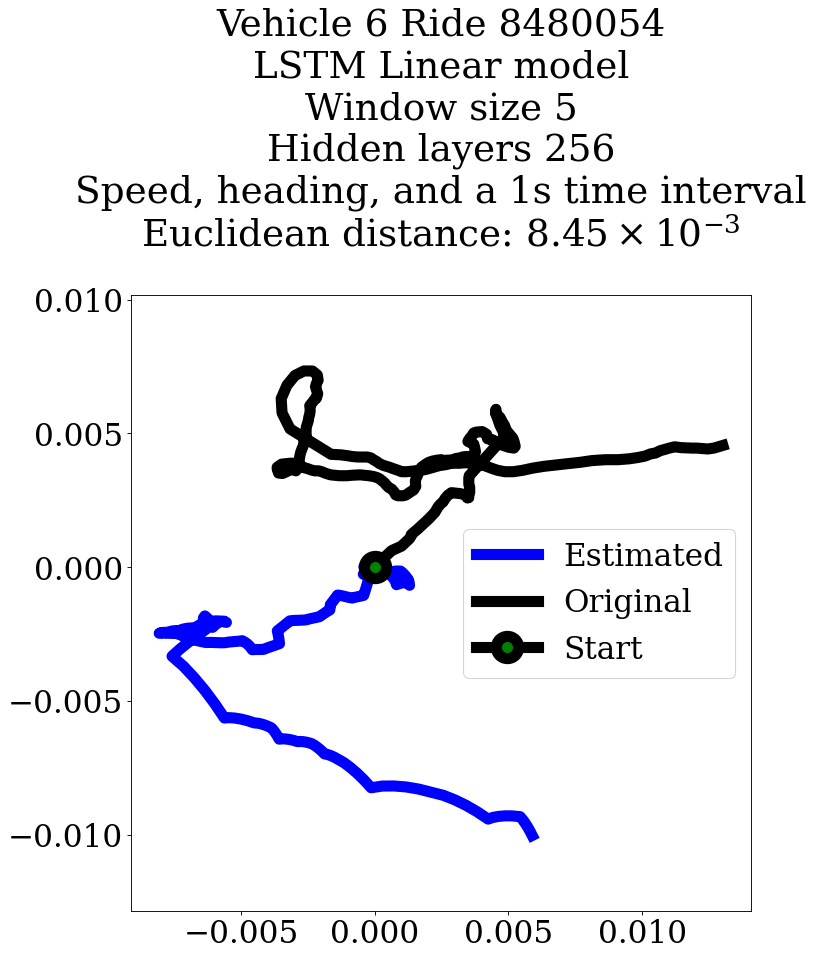 Vehicle 6 Ride 8480054
LSTM Linear model
Window size 5
Hidden layers 256
Speed, heading, and a 1s time interval
Euclidean distance: 8.45 × 10⁻³
0.010
0.005
0.000
−0.005
−0.010
Estimated
Original
Start
−0.005 0.000 0.005 0.010